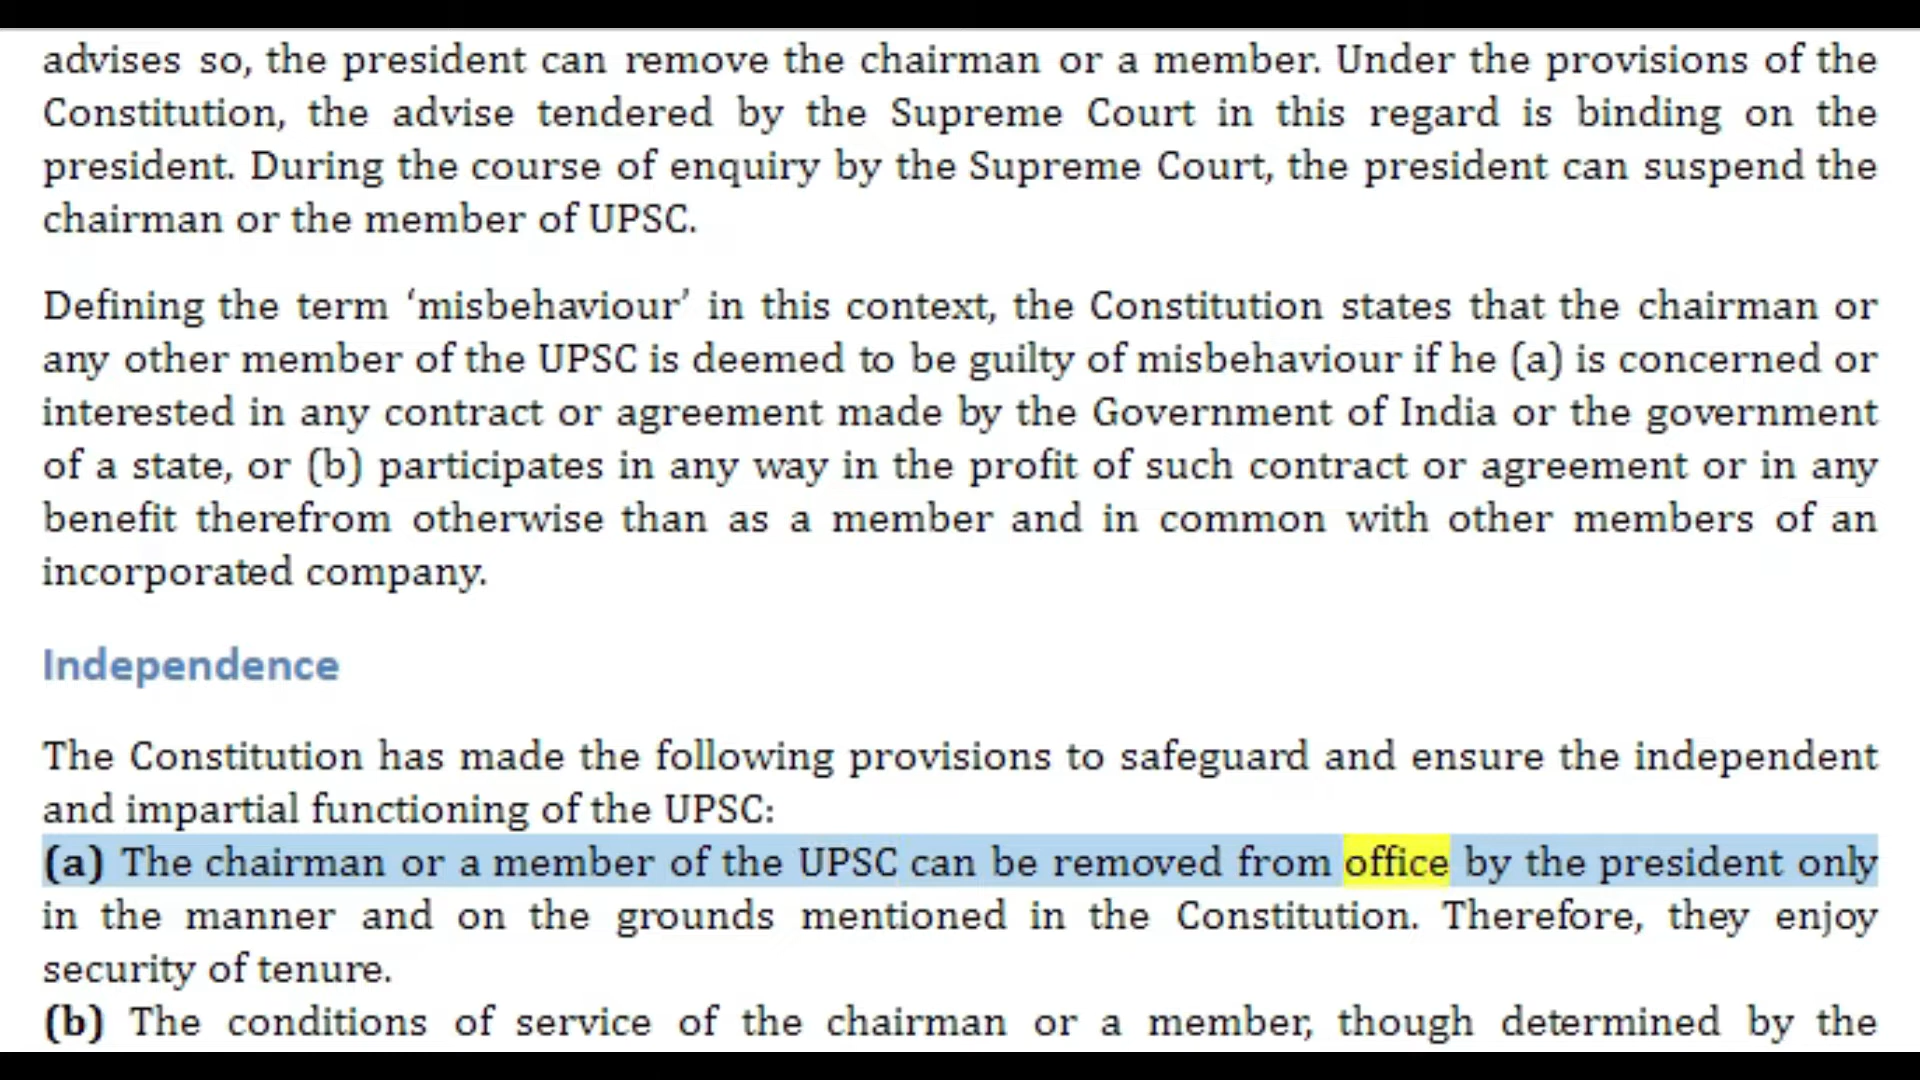 advises so, the president can remove the chairman or a member. Under the provisions of the
Constitution, the advise tendered by the Supreme Court in this regard is binding on the
president. During the course of enquiry by the Supreme Court, the president can suspend the
chairman or the member of UPSC.
Defining the term ‘misbehaviour’ in this context, the Constitution states that the chairman or
any other member of the UPSC is deemed to be guilty of misbehaviour if he (a) is concerned or
interested in any contract or agreement made by the Government of India or the government
of a state, or (b) participates in any way in the profit of such contract or agreement or in any
benefit therefrom otherwise than as a member and in common with other members of an
incorporated company.
Independence
The Constitution has made the following provisions to safeguard and ensure the independent
and impartial functioning of the UPSC:
(a) The chairman or a member of the UPSC can be removed from office by the president only
in the manner and on the grounds mentioned in the Constitution. Therefore, they enjoy
security of tenure.
(b) The conditions of service of the chairman or a member, though determined by the